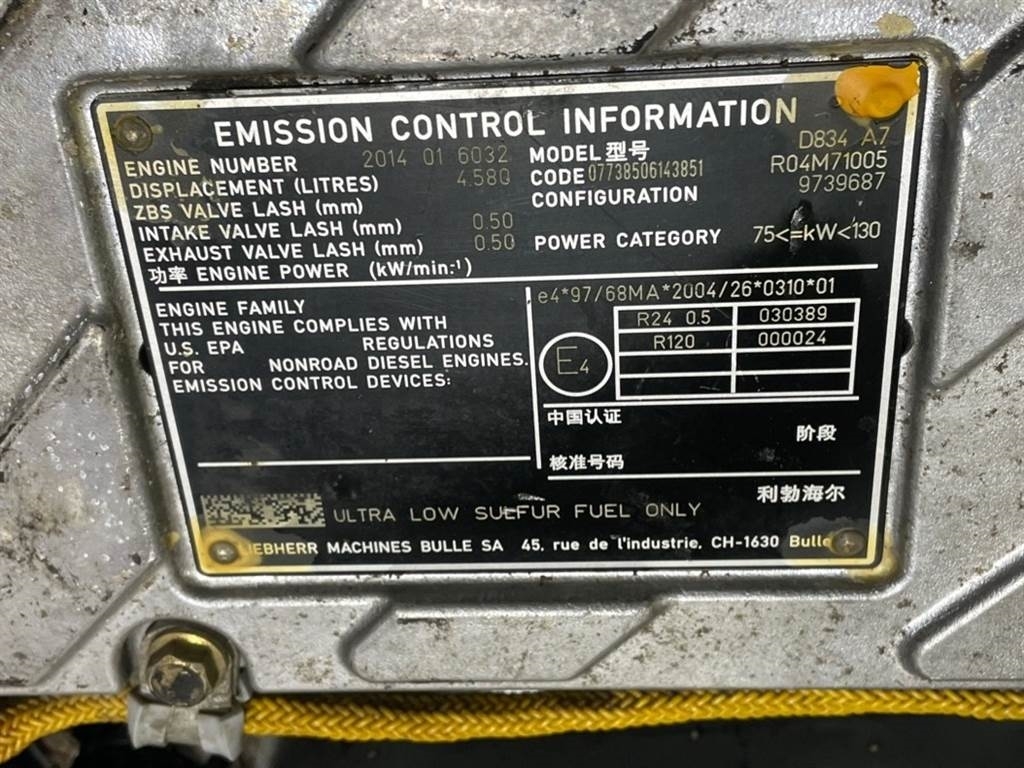 EMISSION CONTROL INFORMATION
ENGINE NUMBER 2014 01 6032 MODEL 型号 D834 A7
DISPLACEMENT (LITRES) 4.580 CODE 07738506143851 R04M71005
ZBS VALVE LASH (mm) CONFIGURATION 9739687
INTAKE VALVE LASH (mm) 0.50
EXHAUST VALVE LASH (mm) 0.50 POWER CATEGORY 75<=kW<130
功率 ENGINE POWER (kW/min.-¹)
ENGINE FAMILY
THIS ENGINE COMPLIES WITH
U.S. EPA REGULATIONS
FOR NONROAD DIESEL ENGINES.
EMISSION CONTROL DEVICES:
e4*97/68MA*2004/26*0310*01
R24 0.5 030389
R120 000024
E4
中国认证
阶段
核准号码
利勃海尔
ULTRA LOW SULFUR FUEL ONLY
LIEBHERR MACHINES BULLE SA 45, rue de l'industrie, CH-1630 Bulle